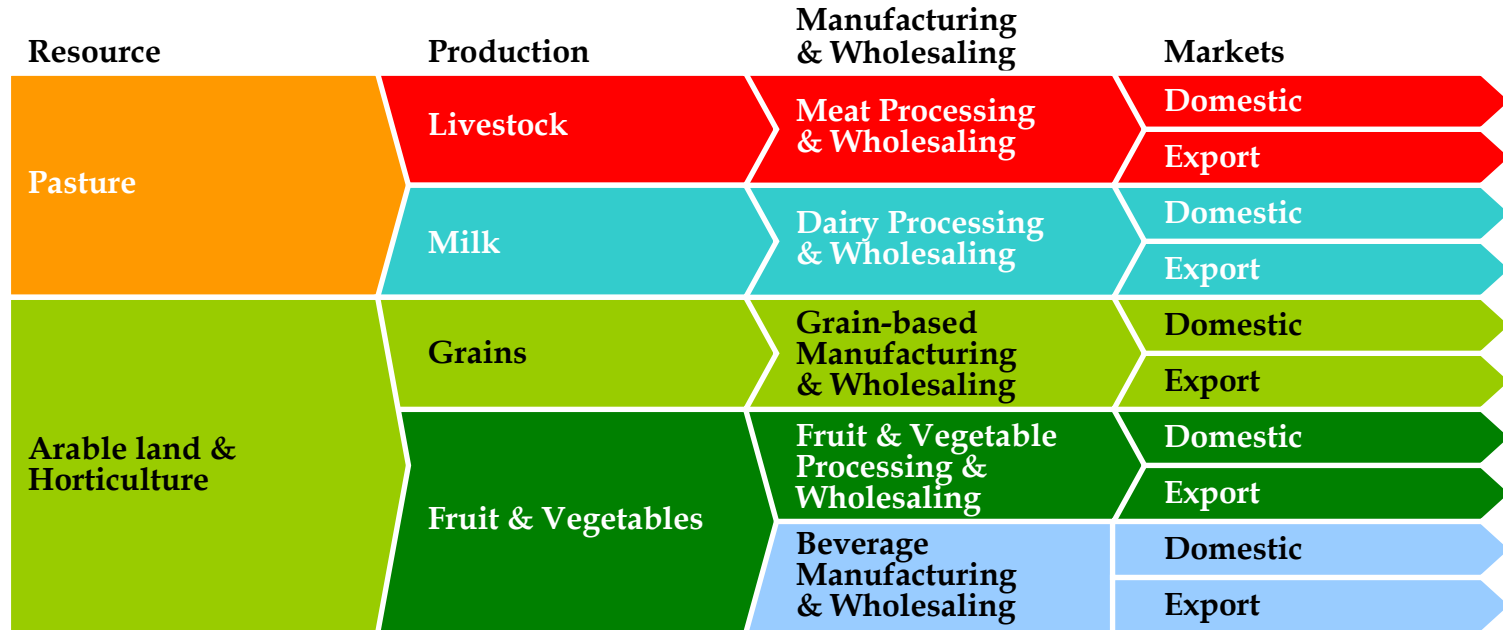 Resource
Production
Manufacturing
& Wholesaling
Markets
Pasture
Livestock
Meat Processing
& Wholesaling
Domestic
Export
Milk
Dairy Processing
& Wholesaling
Domestic
Export
Arable land &
Horticulture
Grains
Grain-based
Manufacturing
& Wholesaling
Domestic
Export
Fruit & Vegetables
Fruit & Vegetable
Processing &
Wholesaling
Domestic
Export
Beverage
Manufacturing
& Wholesaling
Domestic
Export